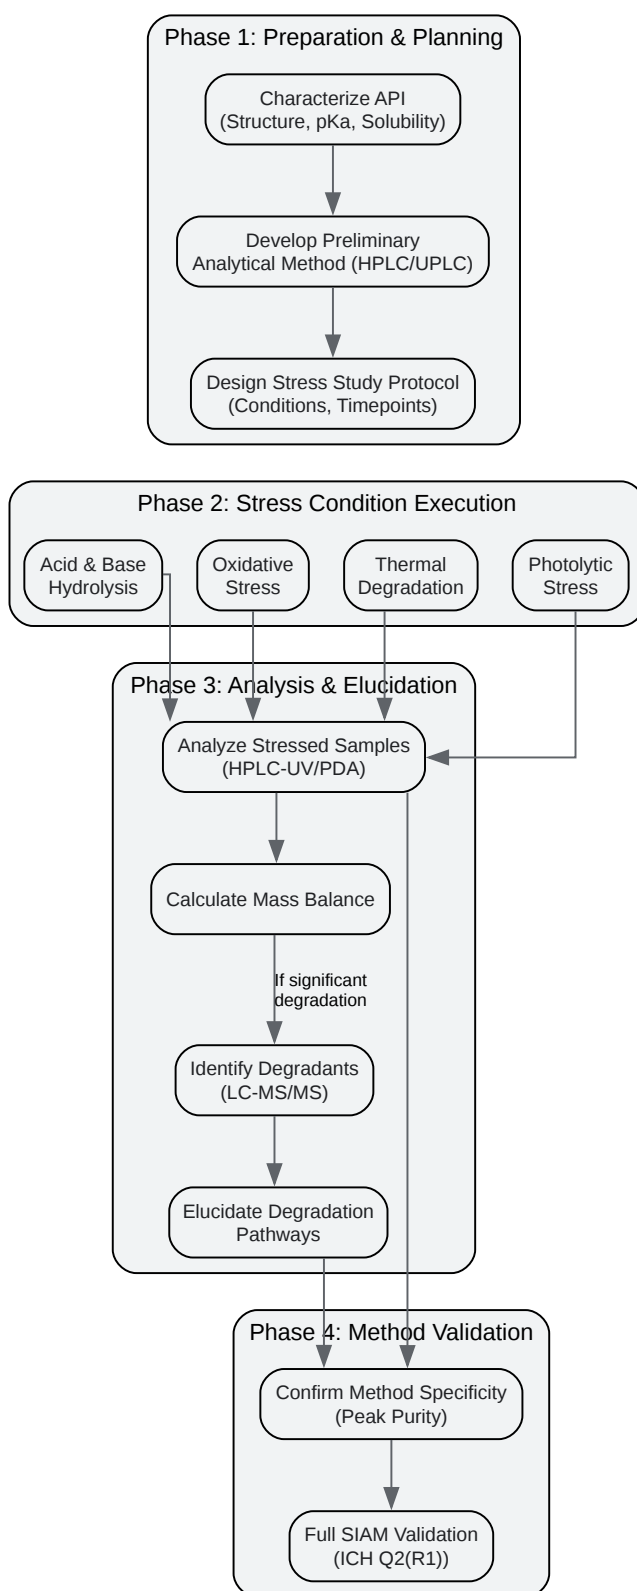 Phase 1: Preparation & Planning
Characterize API
(Structure, pKa, Solubility)
Develop Preliminary
Analytical Method (HPLC/UPLC)
Design Stress Study Protocol
(Conditions, Timepoints)
Phase 2: Stress Condition Execution
Acid & Base
Hydrolysis
Oxidative
Stress
Thermal
Degradation
Photolytic
Stress
Phase 3: Analysis & Elucidation
Analyze Stressed Samples
(HPLC-UV/PDA)
Calculate Mass Balance
If significant
degradation
Identify Degradants
(LC-MS/MS)
Elucidate Degradation
Pathways
Phase 4: Method Validation
Confirm Method Specificity
(Peak Purity)
Full SIAM Validation
(ICH Q2(R1))